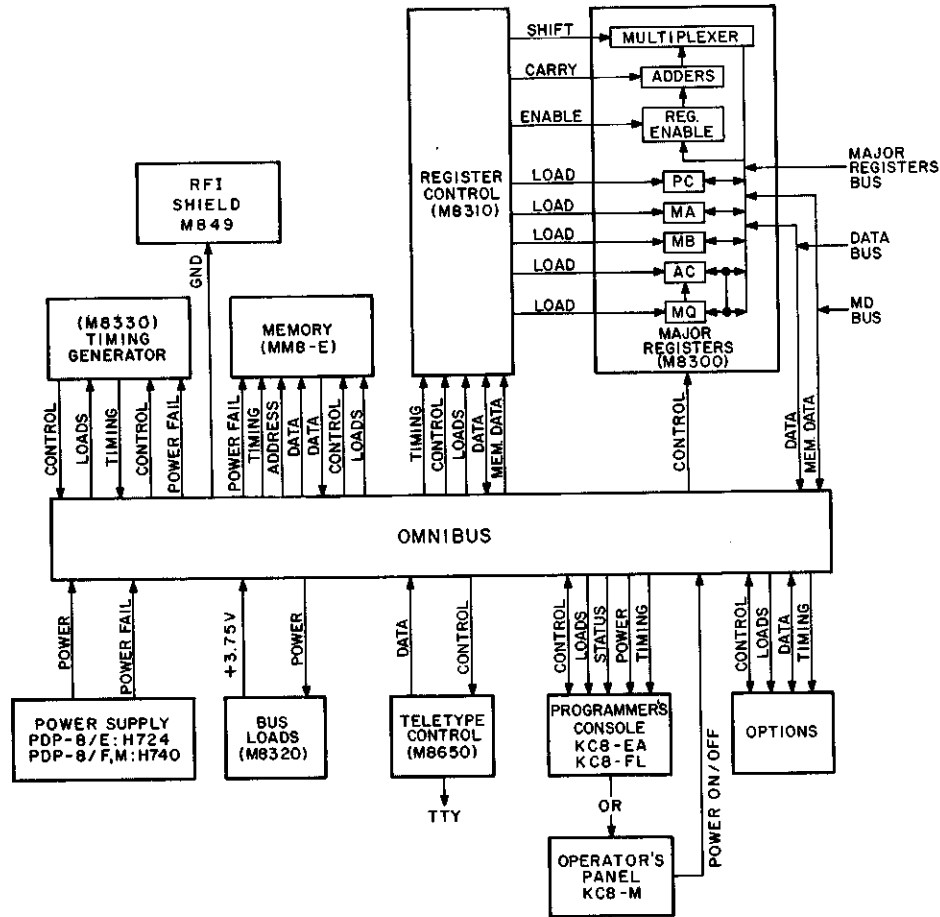 SHIFT
MULTIPLEXER
CARRY
ADDERS
ENABLE
REG.
ENABLE
REGISTER
CONTROL
(M8310)
LOAD
PC
LOAD
MA
LOAD
MB
LOAD
AC
LOAD
MQ
MAJOR
REGISTERS
(M8300)
MAJOR
REGISTERS
BUS
DATA
BUS
MD
BUS
RFI
SHIELD
M849
GND
(M8330)
TIMING
GENERATOR
MEMORY
(MM8-E)
CONTROL
LOADS
TIMING
CONTROL
POWER FAIL
POWER FAIL
TIMING
ADDRESS
DATA
DATA
CONTROL
LOADS
TIMING
CONTROL
LOADS
DATA
MEM. DATA
CONTROL
DATA
MEM. DATA
OMNIBUS
POWER
POWER FAIL
+3.75V
POWER
DATA
CONTROL
CONTROL
LOADS
STATUS
POWER
TIMING
POWER ON/OFF
CONTROL
LOADS
DATA
TIMING
POWER SUPPLY
PDP-8/E:H724
PDP-8/F,M:H740
BUS
LOADS
(M8320)
TELETYPE
CONTROL
(M8650)
TTY
PROGRAMMER'S
CONSOLE
KC8-EA
KC8-FL
OR
OPERATOR'S
PANEL
KC8-M
OPTIONS